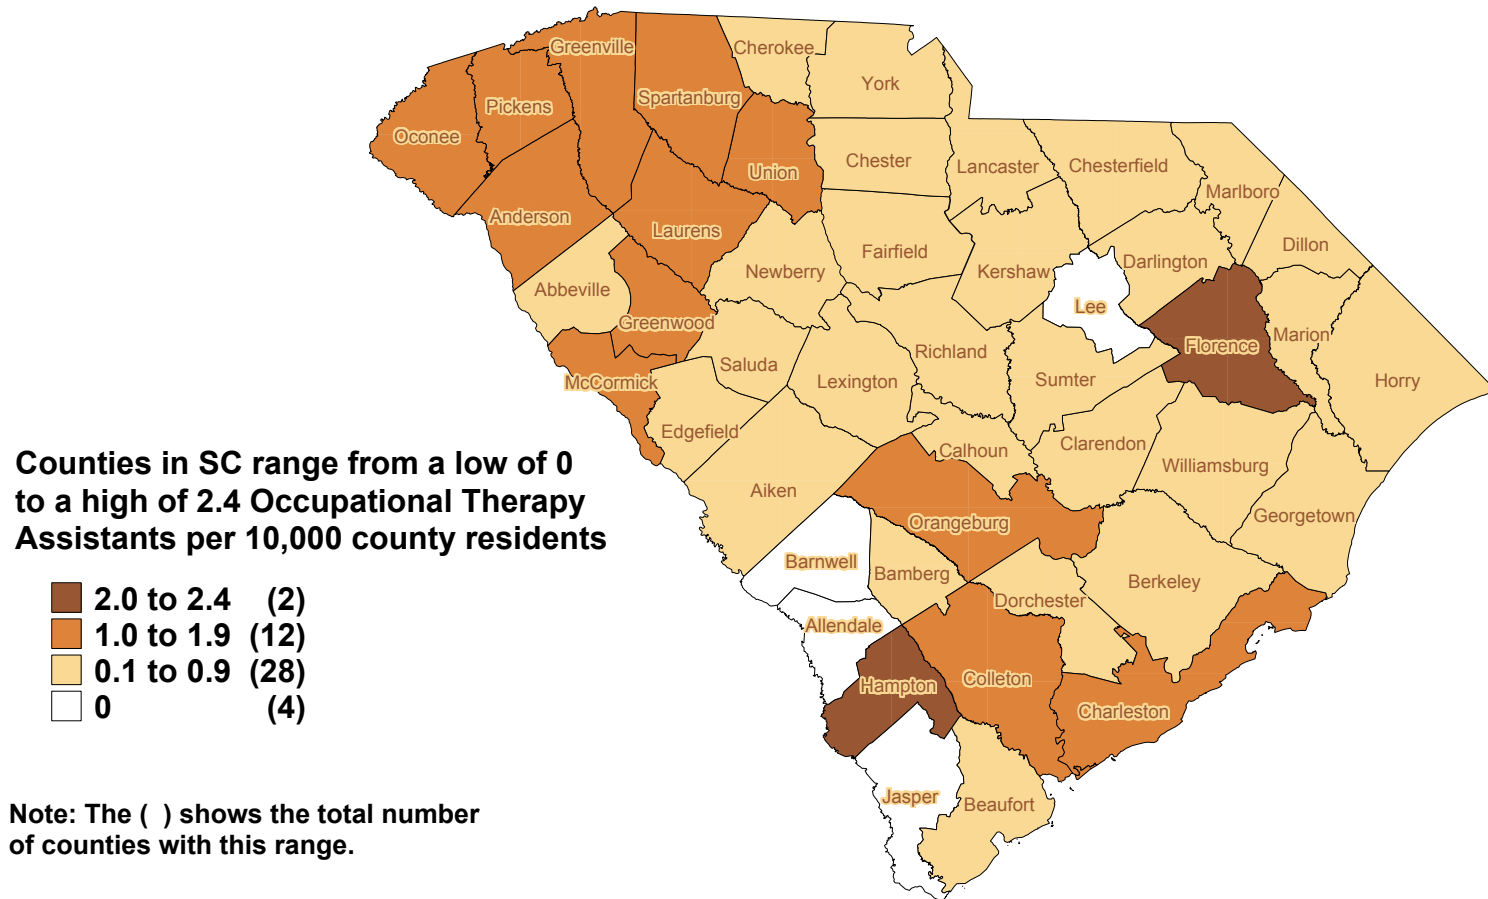 Greenville
Cherokee
York
Pickens
Spartanburg
Oconee
Union
Chester
Lancaster
Chesterfield
Marlboro
Anderson
Laurens
Dillon
Newberry
Fairfield
Kershaw
Darlington
Abbeville
Lee
Greenwood
Marion
Florence
Richland
Saluda
McCormick
Lexington
Sumter
Horry
Edgefield
Calhoun
Clarendon
Williamsburg
Counties in SC range from a low of 0
to a high of 2.4 Occupational Therapy
Assistants per 10,000 county residents
Aiken
Orangeburg
Georgetown
Barnwell
Bamberg
Berkeley
Dorchester
2.0 to 2.4 (2)
1.0 to 1.9 (12)
0.1 to 0.9 (28)
0 (4)
Allendale
Hampton
Colleton
Charleston
Jasper
Beaufort
Note: The ( ) shows the total number
of counties with this range.